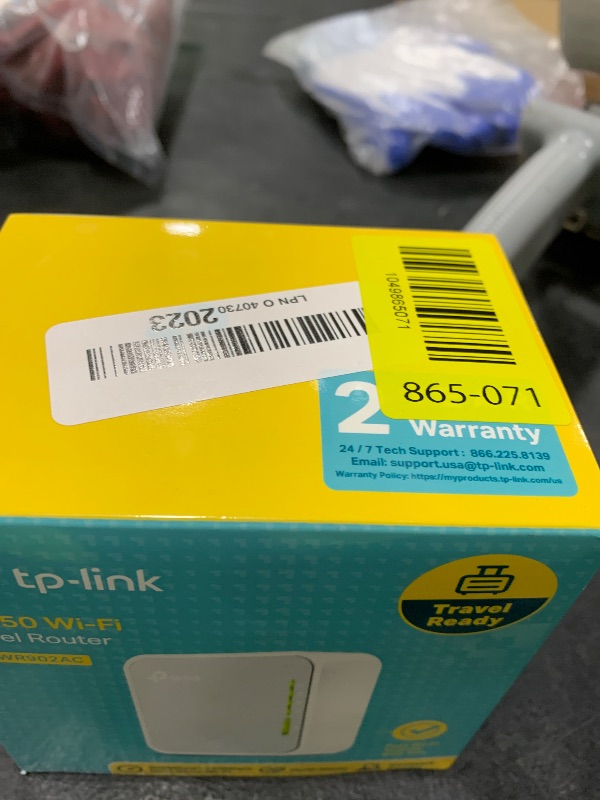 1049865071
865-071
LPN O 40730 2023
2
Warranty
24 / 7 Tech Support : 866.225.8139
Email: support.usa@tp-link.com
Warranty Policy: https://myproducts.tp-link.com/us
tp-link
50 Wi-Fi
el Router
WR902AC
Travel
Ready